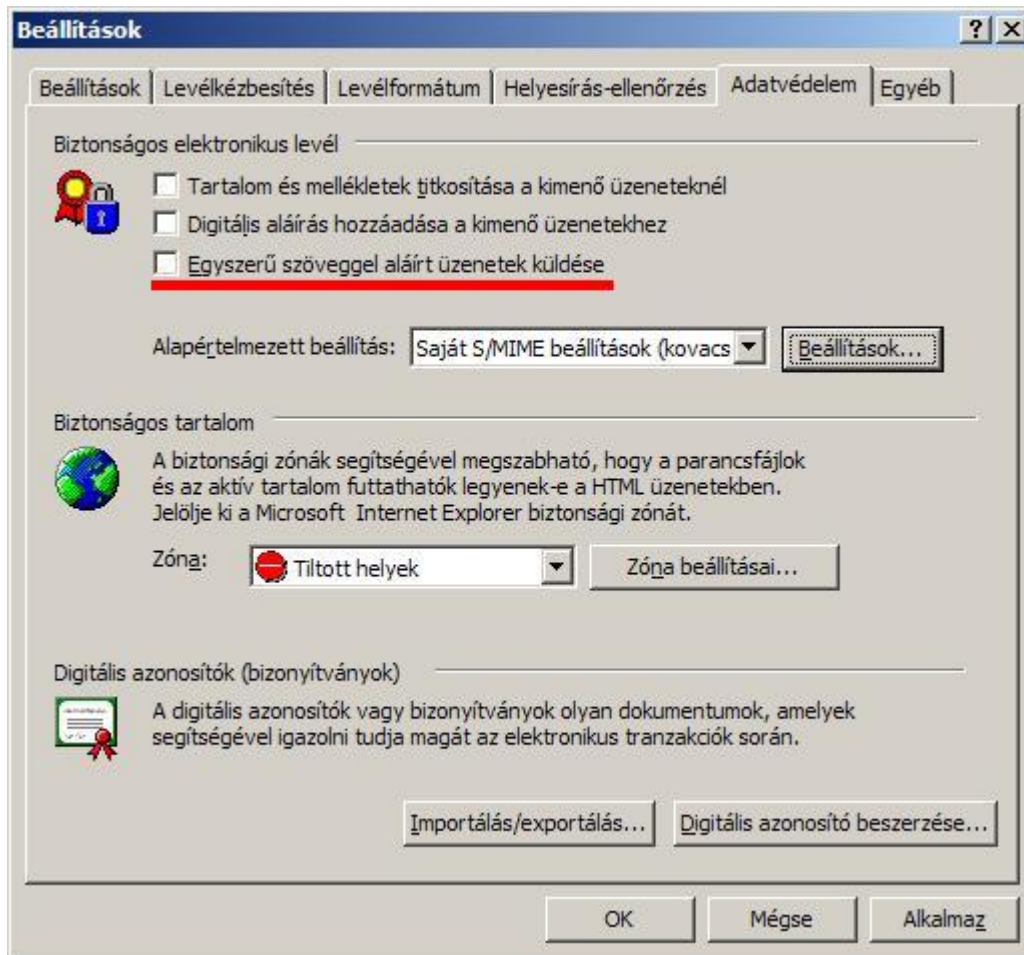 Beállítások
Beállítások Levélkézbesítés Levélformátum Helyesírás-ellenőrzés Adatvédelem Egyéb
Biztonságos elektronikus levél
Tartalom és mellékletek titkosítása a kimenő üzeneteknél
Digitális aláírás hozzáadása a kimenő üzenetekhez
Egyszerű szöveggel aláírt üzenetek küldése
Alapértelmezett beállítás: Saját S/MIME beállítások (kovacs Beállítások...
Biztonságos tartalom
A biztonsági zónák segítségével megszabható, hogy a parancsfájlok
és az aktív tartalom futtathatók legyenek-e a HTML üzenetekben.
Jelölje ki a Microsoft Internet Explorer biztonsági zónát.
Zóna: Tiltott helyek Zóna beállításai...
Digitális azonosítók (bizonyítványok)
A digitális azonosítók vagy bizonyítványok olyan dokumentumok, amelyek
segítségével igazolni tudja magát az elektronikus tranzakciók során.
Importálás/exportálás... Digitális azonosító beszerzése...
OK Mégse Alkalmaz